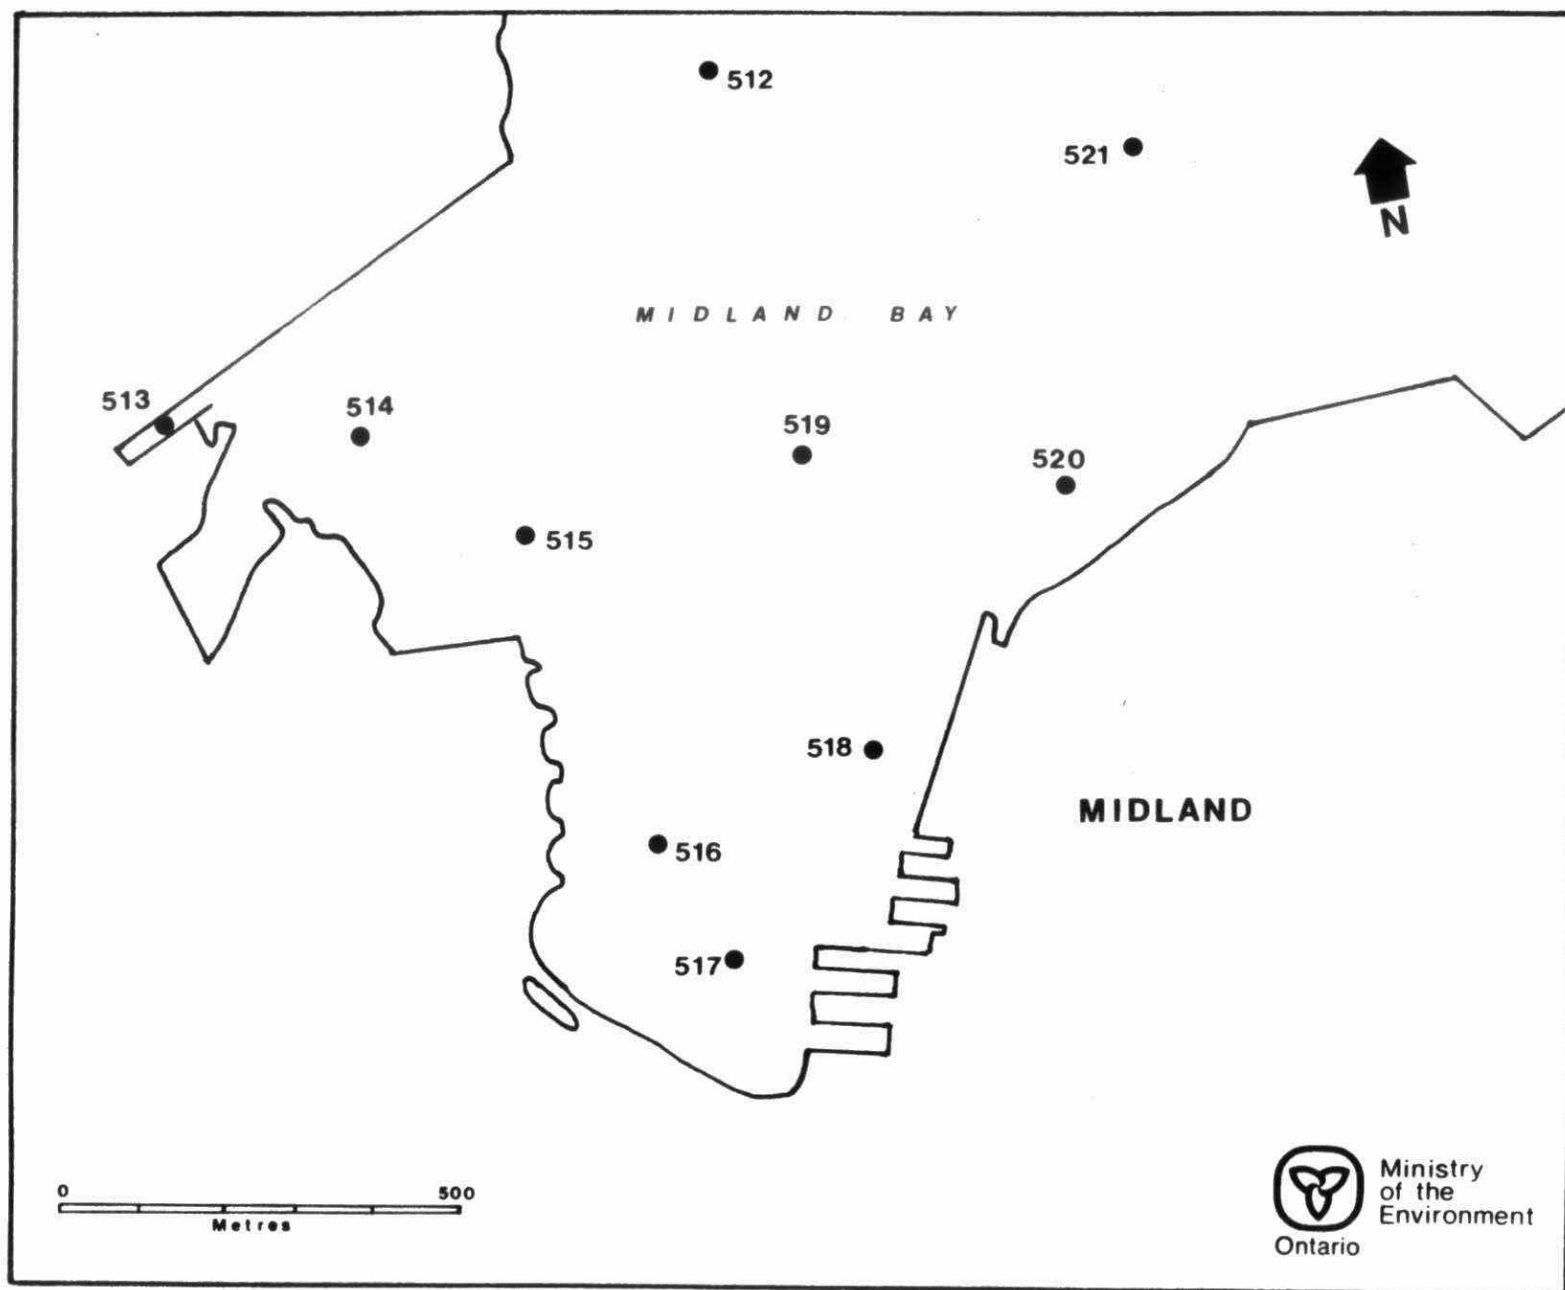 512
521
N
MIDLAND BAY
513
514
519
520
515
518
MIDLAND
516
517
0 500
Metres
Ministry
of the
Environment
Ontario